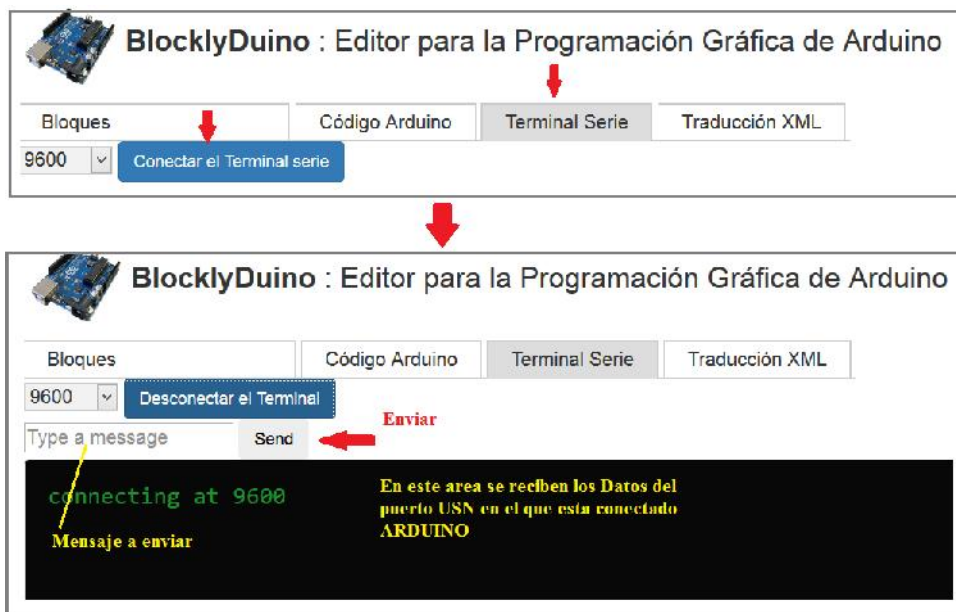 BlocklyDuino : Editor para la Programación Gráfica de Arduino
Bloques Código Arduino Terminal Serie Traducción XML
9600 Conectar el Terminal serie
BlocklyDuino : Editor para la Programación Gráfica de Arduino
Bloques Código Arduino Terminal Serie Traducción XML
9600 Desconectar el Terminal
Enviar
Type a message Send
connecting at 9600
En este area se reciben los Datos del
puerto USN en el que esta conectado
ARDUINO
Mensaje a enviar